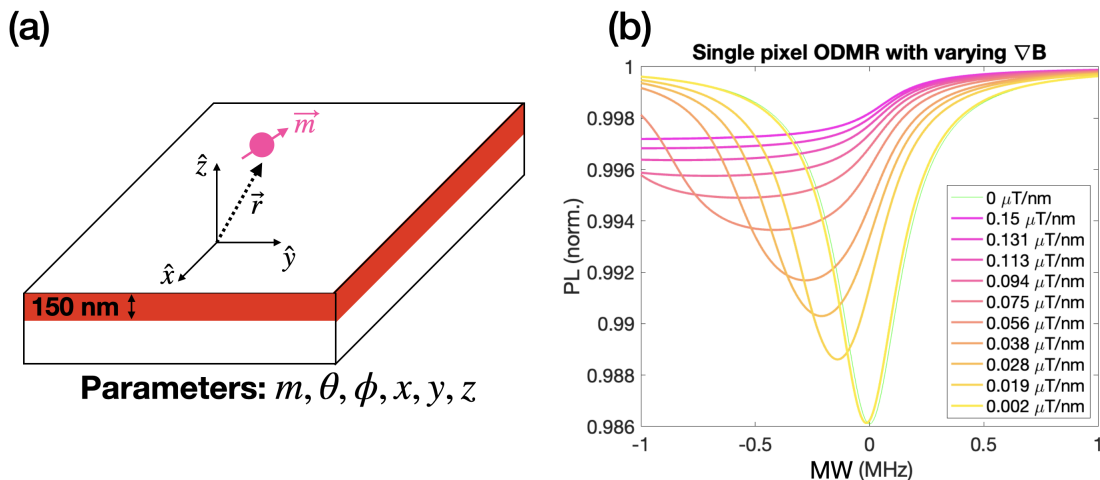 (a)
m
ẑ
r
x̂
ŷ
150 nm
Parameters: m, θ, ϕ, x, y, z
(b)
Single pixel ODMR with varying ∇B
PL (norm.)
1
0.998
0.996
0.994
0.992
0.99
0.988
0.986
-1
-0.5
0
0.5
1
MW (MHz)
0 μT/nm
0.15 μT/nm
0.131 μT/nm
0.113 μT/nm
0.094 μT/nm
0.075 μT/nm
0.056 μT/nm
0.038 μT/nm
0.028 μT/nm
0.019 μT/nm
0.002 μT/nm